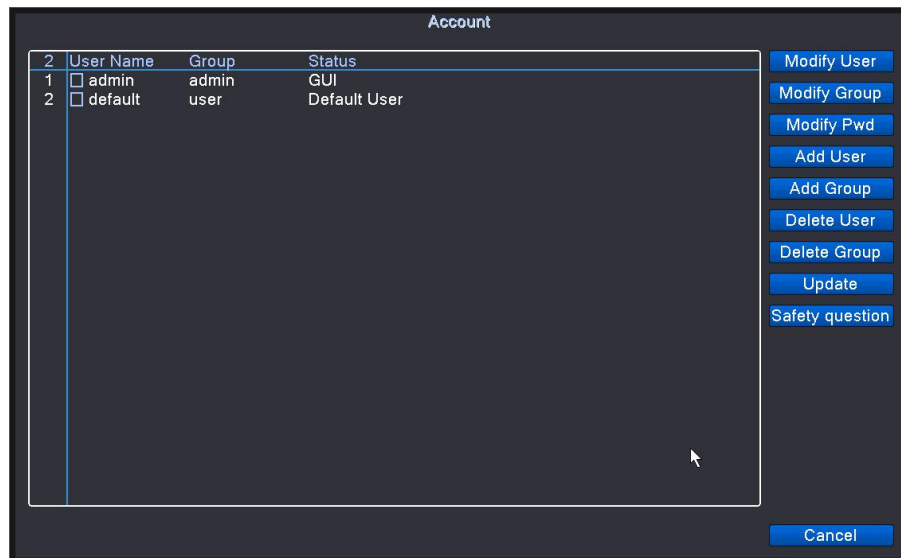 Account
2 User Name Group Status
1 admin admin GUI
2 default user Default User
Modify User
Modify Group
Modify Pwd
Add User
Add Group
Delete User
Delete Group
Update
Safety question
Cancel